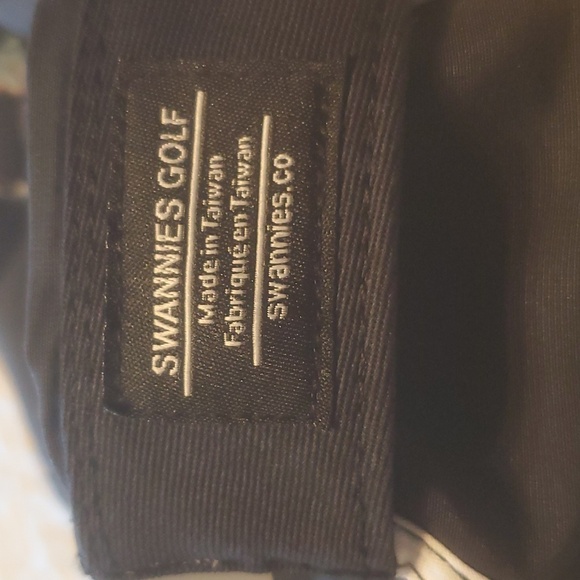 SWANNIES GOLF
Made in Taiwan
Fabriqué en Taiwan
Swannies.co